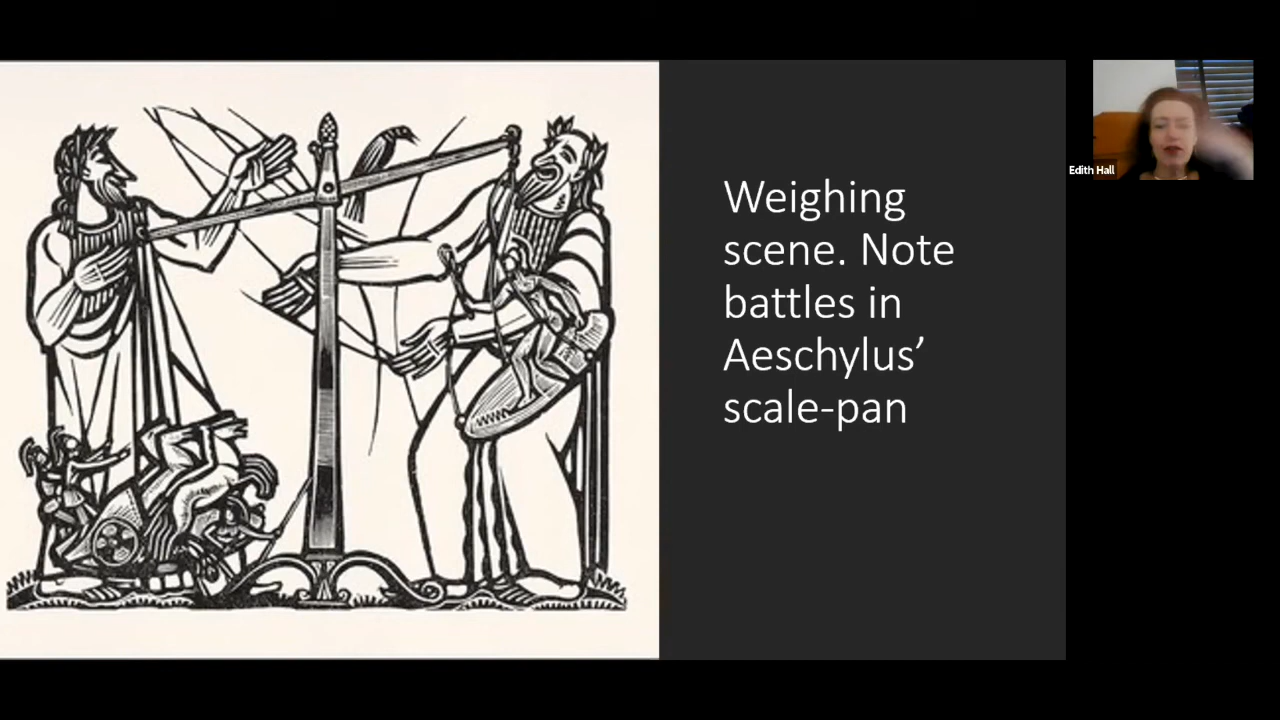 Weighing
scene. Note
battles in
Aeschylus’
scale-pan
Edith Hall